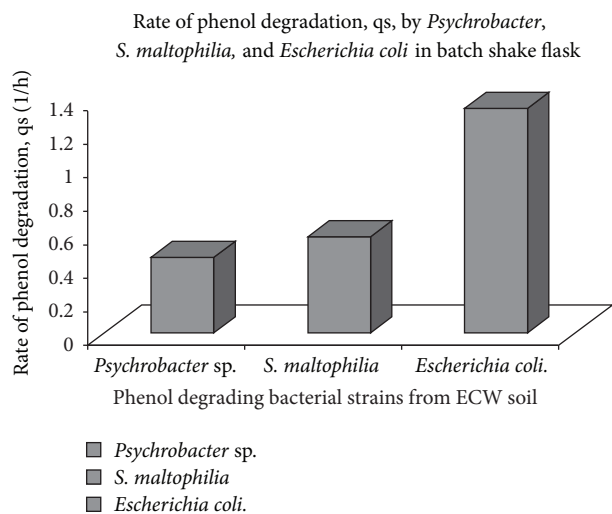 Rate of phenol degradation, qs, by Psychrobacter,
S. maltophilia, and Escherichia coli in batch shake flask
Rate of phenol degradation, qs (1/h)
1.4
1.2
1
0.8
0.6
0.4
0.2
0
Psychrobacter sp.
S. maltophilia
Escherichia coli.
Phenol degrading bacterial strains from ECW soil
Psychrobacter sp.
S. maltophilia
Escherichia coli.